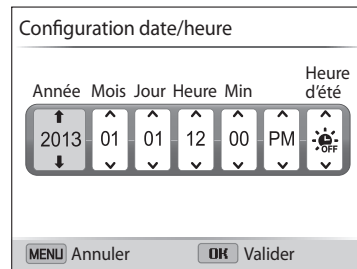 Configuration date/heure
Année Mois Jour Heure Min Heure d'été
2013 01 01 12 00 PM OFF
MENU Annuler OK Valider